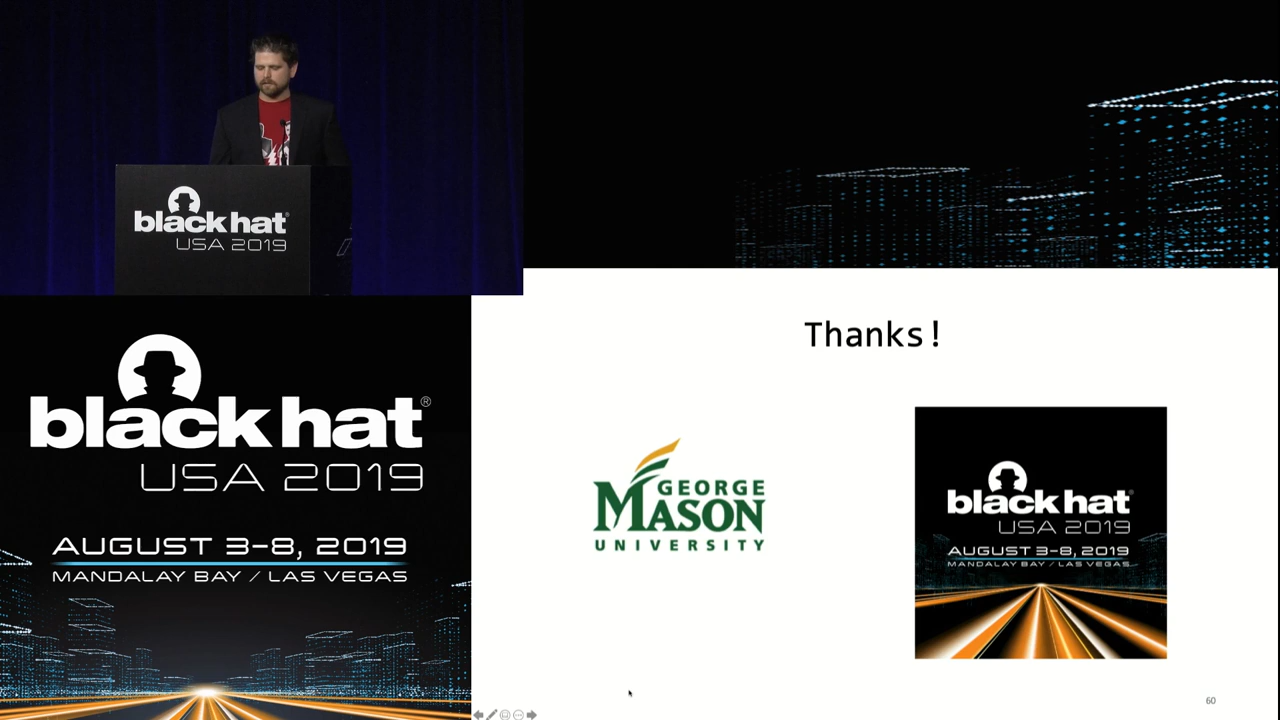 black hat®
USA 2019
black hat®
USA 2019
AUGUST 3-8, 2019
MANDALAY BAY / LAS VEGAS
Thanks!
GEORGE
MASON
UNIVERSITY
black hat®
USA 2019
AUGUST 3-8, 2019
MANDALAY BAY / LAS VEGAS
60